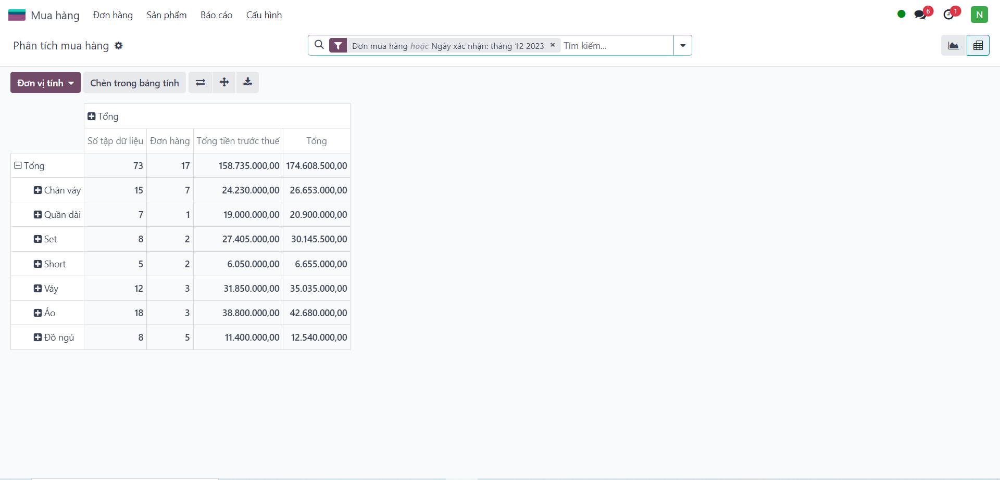 Mua hàng Đơn hàng Sản phẩm Báo cáo Cấu hình 6 1 N
Phân tích mua hàng Đơn mua hàng hoặc Ngày xác nhận: tháng 12 2023 × Tìm kiếm...
Đơn vị tính Chèn trong bảng tính
Tổng
Số tập dữ liệu Đơn hàng Tổng tiền trước thuế Tổng
Tổng 73 17 158.735.000,00 174.608.500,00
Chân váy 15 7 24.230.000,00 26.653.000,00
Quần dài 7 1 19.000.000,00 20.900.000,00
Set 8 2 27.405.000,00 30.145.500,00
Short 5 2 6.050.000,00 6.655.000,00
Váy 12 3 31.850.000,00 35.035.000,00
Áo 18 3 38.800.000,00 42.680.000,00
Đồ ngủ 8 5 11.400.000,00 12.540.000,00